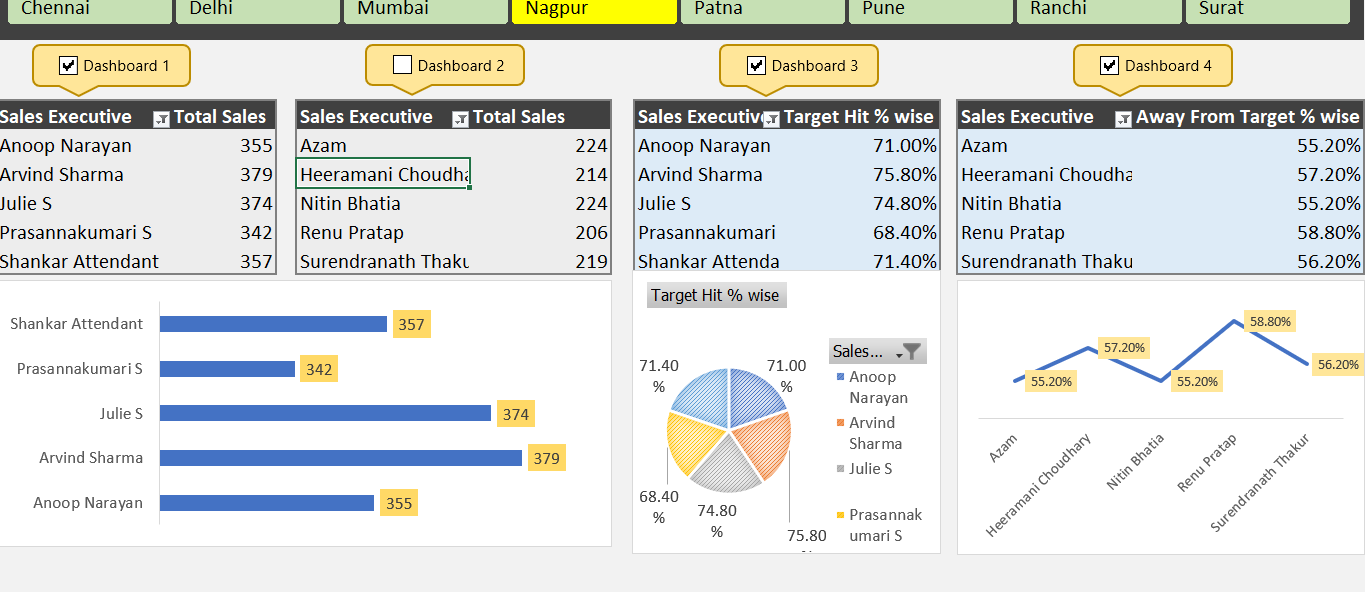 Chennai
Delhi
Mumbai
Nagpur
Patna
Pune
Ranchi
Surat
Dashboard 1
Dashboard 2
Dashboard 3
Dashboard 4
Sales Executive Total Sales
Anoop Narayan 355
Arvind Sharma 379
Julie S 374
Prasannakumari S 342
Shankar Attendant 357
Sales Executive Total Sales
Azam 224
Heeramani Choudha 214
Nitin Bhatia 224
Renu Pratap 206
Surendranath Thaku 219
Sales Executiv Target Hit % wise
Anoop Narayan 71.00%
Arvind Sharma 75.80%
Julie S 74.80%
Prasannakumari 68.40%
Shankar Attenda 71.40%
Sales Executive Away From Target % wise
Azam 55.20%
Heeramani Choudha 57.20%
Nitin Bhatia 55.20%
Renu Pratap 58.80%
Surendranath Thaku 56.20%
Shankar Attendant 357
Prasannakumari S 342
Julie S 374
Arvind Sharma 379
Anoop Narayan 355
Target Hit % wise
Sales...
71.40
%
71.00
%
68.40
%
74.80
%
75.80
Anoop
Narayan
Arvind
Sharma
Julie S
Prasannak
umari S
55.20%
57.20%
55.20%
58.80%
56.20%
Azam
Heeramani Choudhary
Nitin Bhatia
Renu Pratap
Surendranath Thakur